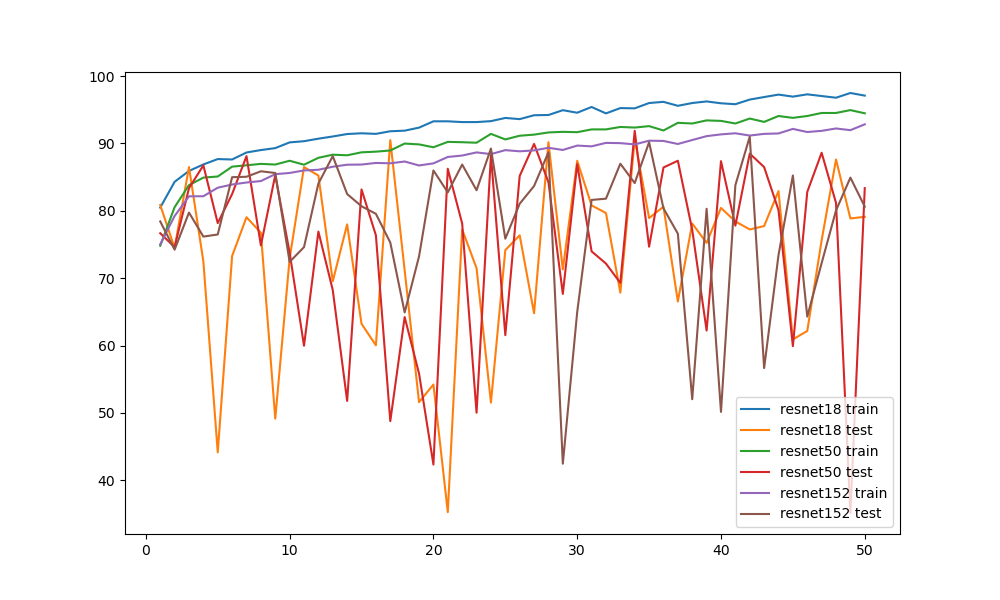 100
90
80
70
60
50
40
0 10 20 30 40 50
resnet18 train
resnet18 test
resnet50 train
resnet50 test
resnet152 train
resnet152 test